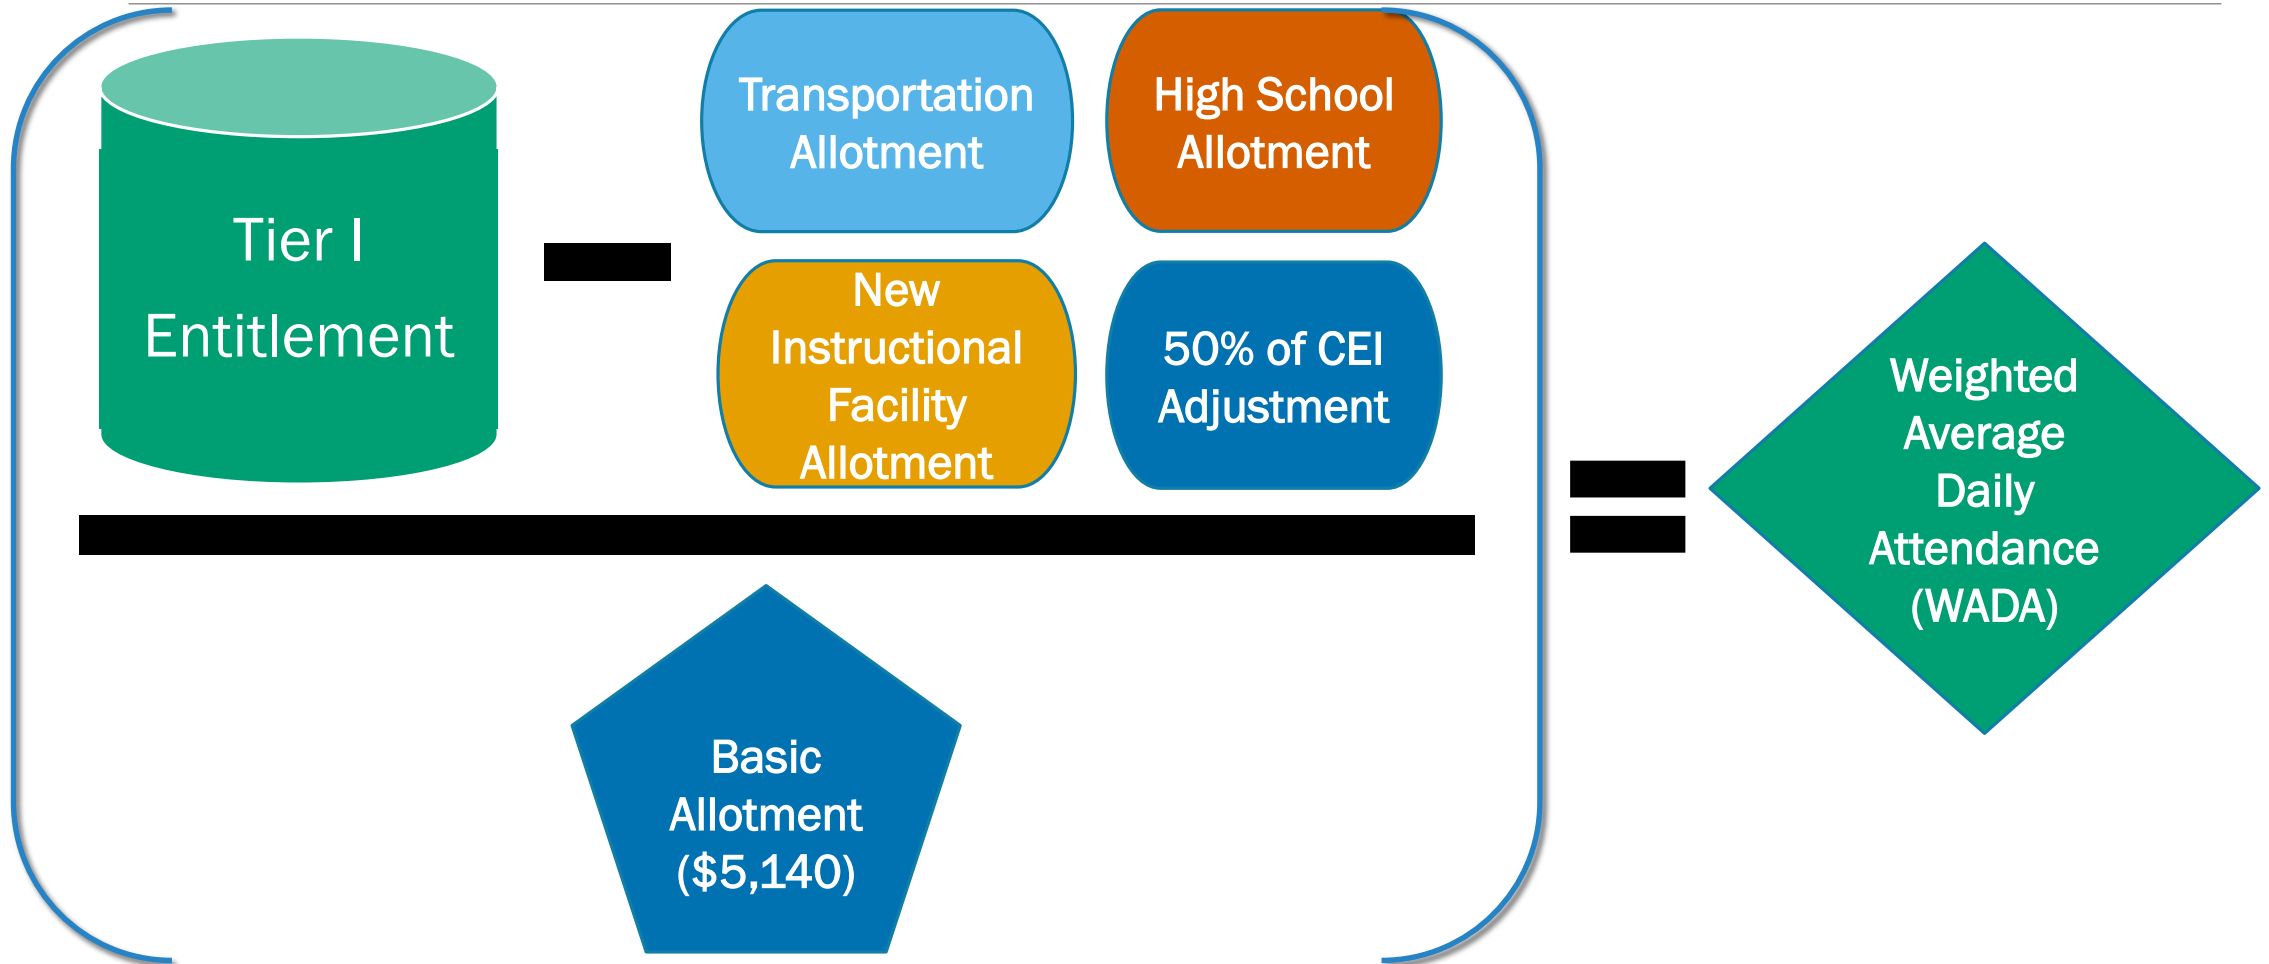 Tier I
Entitlement
Transportation
Allotment
High School
Allotment
New
Instructional
Facility
Allotment
50% of CEI
Adjustment
Basic
Allotment
($5,140)
Weighted
Average
Daily
Attendance
(WADA)